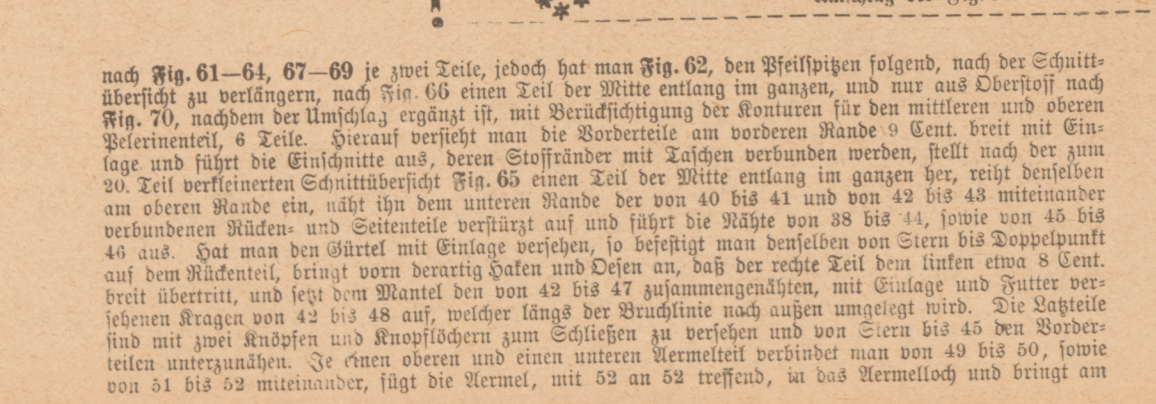 nach Fig. 61—64, 67—69 je zwei Teile, jedoch hat man Fig. 62, den Pfeilspitzen folgend, nach der Schnitt-
übersicht zu verlängern, nach Fig. 66 einen Teil der Mitte entlang im ganzen, und nur aus Oberstoff nach
Fig. 70, nachdem der Umschlag ergänzt ist, mit Berücksichtigung der Konturen für den mittleren und oberen
Pelerinenteil, 6 Teile. Hierauf versieht man die Vorderteile am vorderen Rande 9 Cent. breit mit Ein-
lage und führt die Einschnitte aus, deren Stoffränder mit Taschen verbunden werden, stellt nach der zum
20. Teil verkleinerten Schnittübersicht Fig. 65 einen Teil der Mitte entlang im ganzen her, reiht denselben
am oberen Rande ein, näht ihn dem unteren Rande der von 40 bis 41 und von 42 bis 43 miteinander
verbundenen Rücken- und Seitenteile verstürzt auf und führt die Nähte von 38 bis 44, sowie von 45 bis
46 aus. Hat man den Gürtel mit Einlage versehen, so befestigt man denselben von Stern bis Doppelpunkt
auf dem Rückenteil, bringt vorn derartig Haken und Oesen an, daß der rechte Teil dem linken etwa 8 Cent.
breit übertritt, und setzt dem Mantel den von 42 bis 47 zusammengenähten, mit Einlage und Futter ver-
sehenen Kragen von 42 bis 48 auf, welcher längs der Bruchlinie nach außen umgelegt wird. Die Latzteile
sind mit zwei Knöpfen und Knopflöchern zum Schließen zu versehen und von Stern bis 45 den Vorder-
teilen unterzunähen. Je einen oberen und einen unteren Aermelteil verbindet man von 49 bis 50, sowie
von 51 bis 52 miteinander, fügt die Aermel, mit 52 an 52 treffend, in das Aermelloch und bringt am